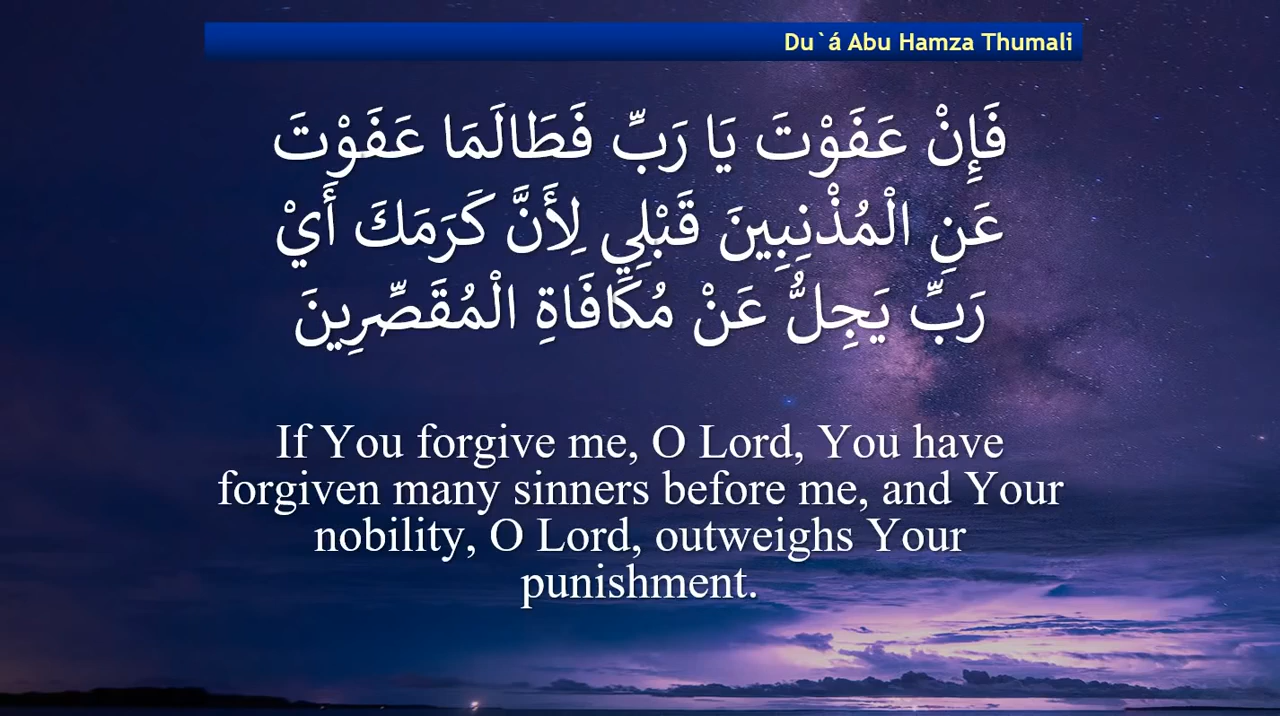 Du`á Abu Hamza Thumali
فَإِنْ عَفَوْتَ يَا رَبِّ فَطَالَمَا عَفَوْتَ
عَنِ الْمُذْنِبِينَ قَبْلِي لِأَنَّ كَرَمَكَ أَيْ
رَبِّ يَجِلُّ عَنْ مُكَافَاةِ الْمُقَصِّرِينَ
If You forgive me, O Lord, You have
forgiven many sinners before me, and Your
nobility, O Lord, outweighs Your
punishment.